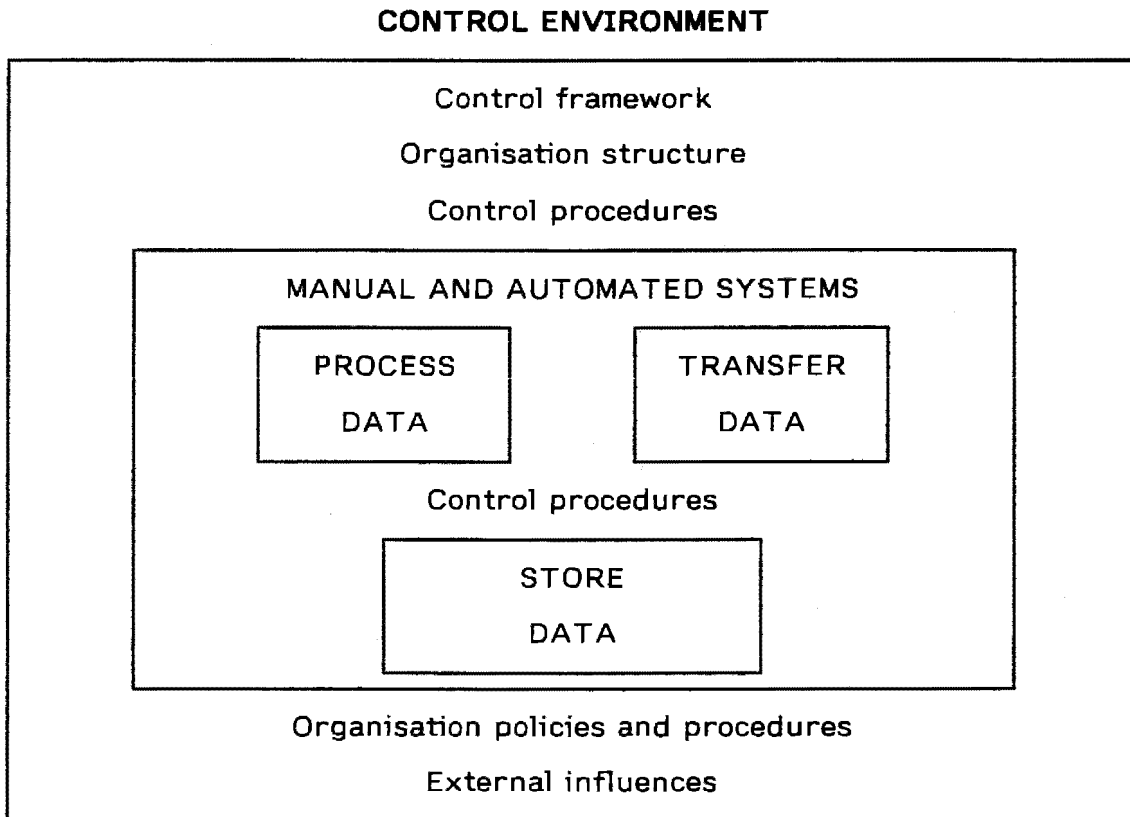 CONTROL ENVIRONMENT
Control framework
Organisation structure
Control procedures
MANUAL AND AUTOMATED SYSTEMS
PROCESS
DATA
TRANSFER
DATA
Control procedures
STORE
DATA
Organisation policies and procedures
External influences